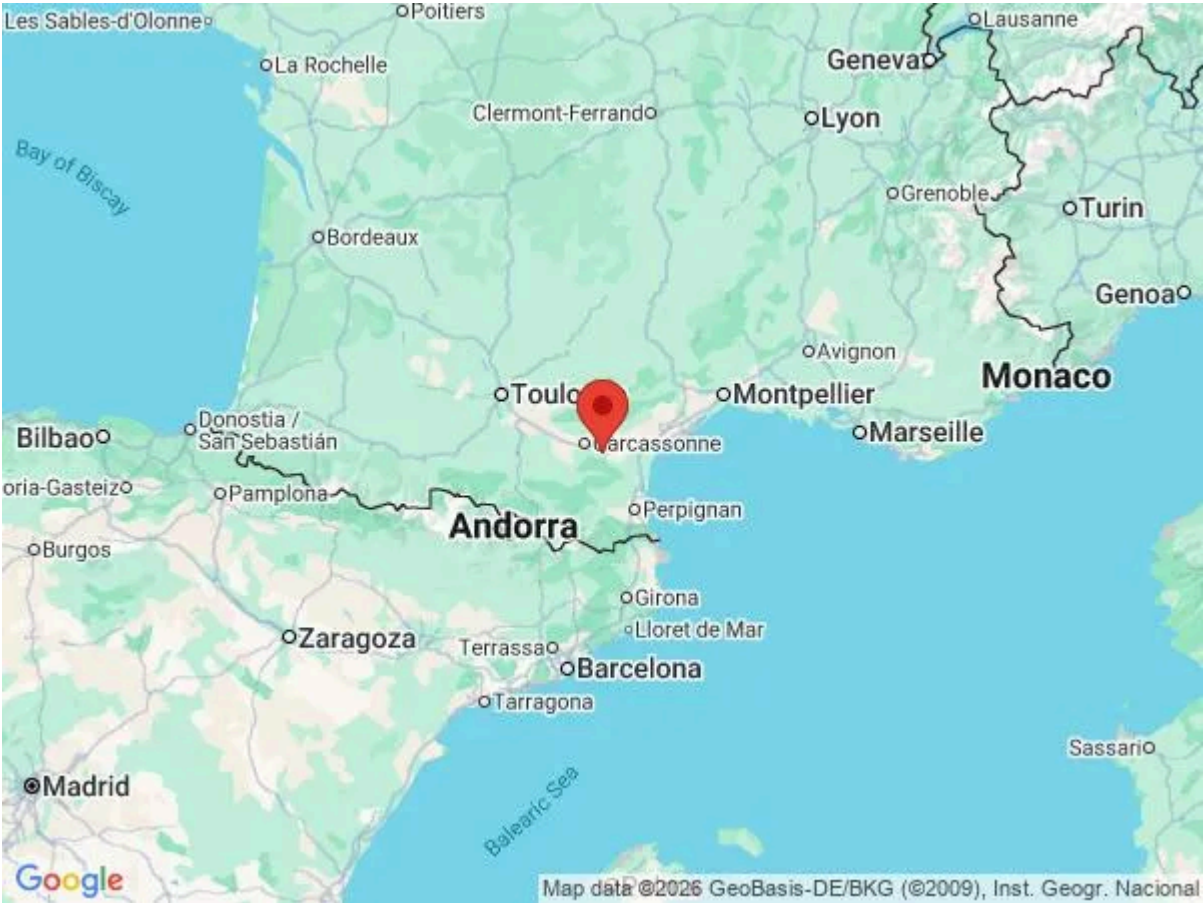 Les Sables-d'Olonne
Poitiers
Lausanne
La Rochelle
Geneva
Clermont-Ferrand
Lyon
Bay of Biscay
Grenoble
Turin
Bordeaux
Genoa
Avignon
Monaco
Montpellier
Donostia /
San Sebastián
Bilbao
Marseille
Carcassonne
oria-Gasteiz
Pamplona
Perpignan
Andorra
Burgos
Girona
Lloret de Mar
Zaragoza
Terrassa
Barcelona
Tarragona
Sassari
Madrid
Balearic Sea
Google
Map data ©2026 GeoBasis-DE/BKG (©2009), Inst. Geogr. Nacional